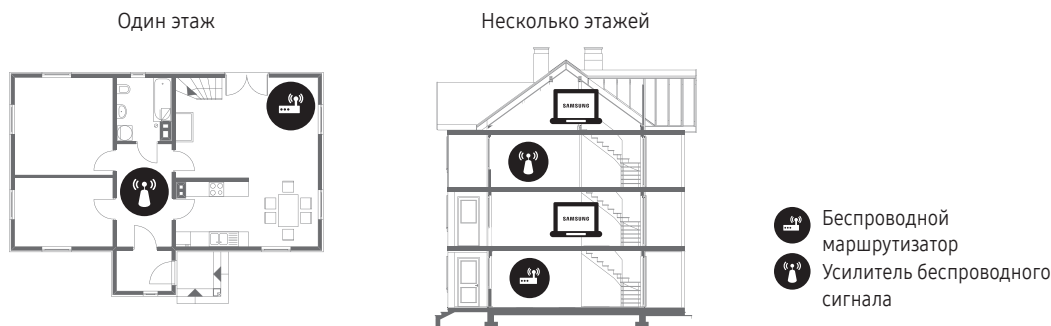 Один этаж
Несколько этажей
SAMSUNG
SAMSUNG
Беспроводной
маршрутизатор
Усилитель беспроводного
сигнала